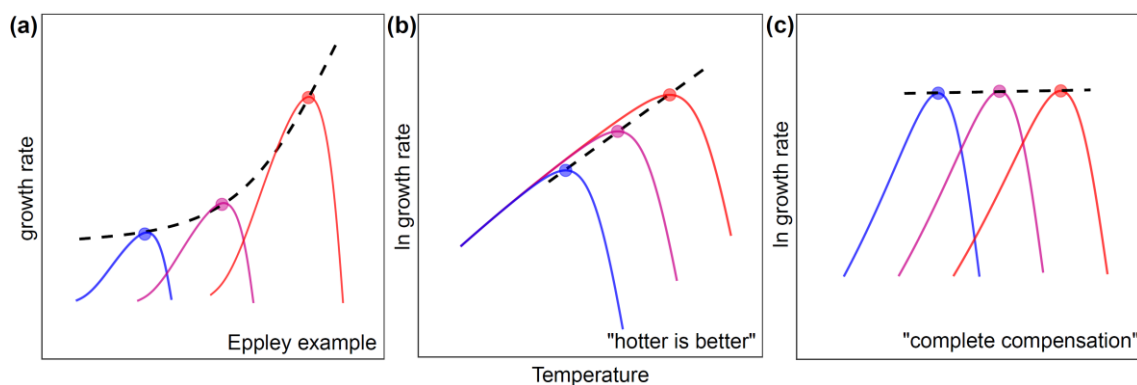 (a)
growth rate
Eppley example
(b)
ln growth rate
"hotter is better"
(c)
ln growth rate
"complete compensation"
Temperature